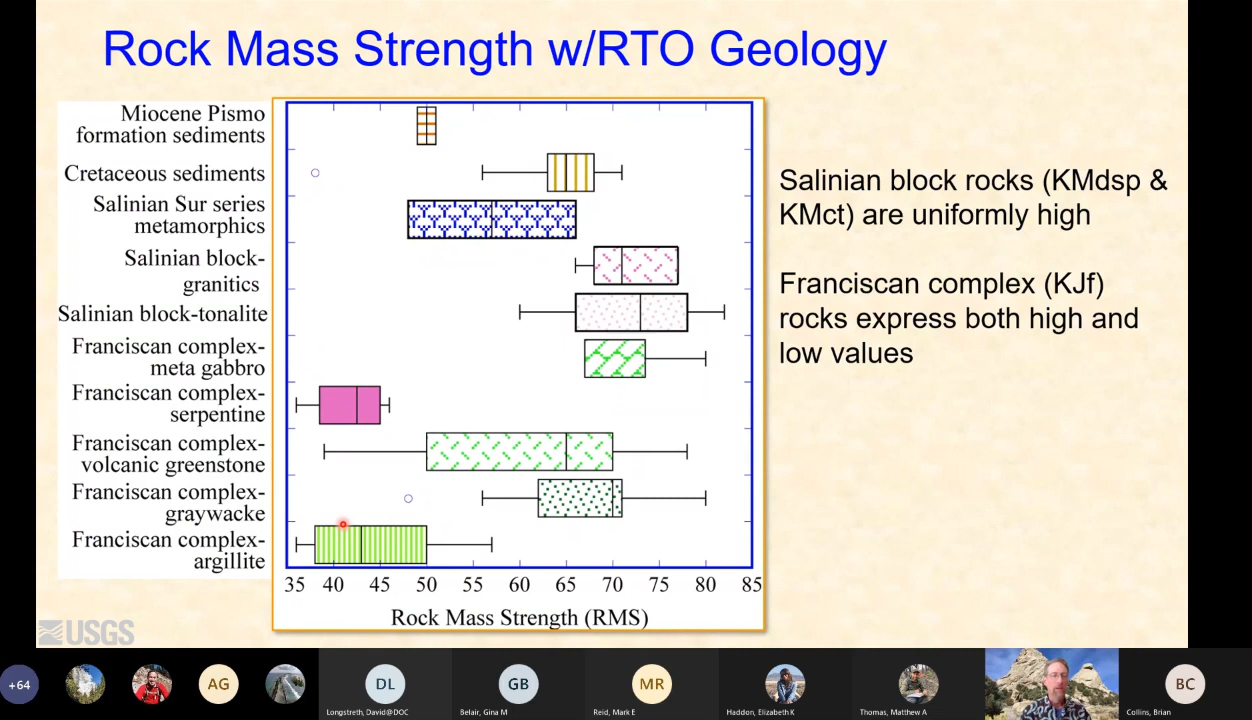 Rock Mass Strength w/RTO Geology
Miocene Pismo
formation sediments
Cretaceous sediments
Salinian Sur series
metamorphics
Salinian block-
granitics
Salinian block-tonalite
Franciscan complex-
meta gabbro
Franciscan complex-
serpentine
Franciscan complex-
volcanic greenstone
Franciscan complex-
graywacke
Franciscan complex-
argillite
35 40 45 50 55 60 65 70 75 80 85
Rock Mass Strength (RMS)
Salinian block rocks (KMdsp &
KMct) are uniformly high
Franciscan complex (KJf)
rocks express both high and
low values
USGS
+64
AG
DL
Longstreth, David@DOC
GB
Belair, Gina M
MR
Reid, Mark E
Haddon, Elizabeth K
Thomas, Matthew A
BC
Collins, Brian